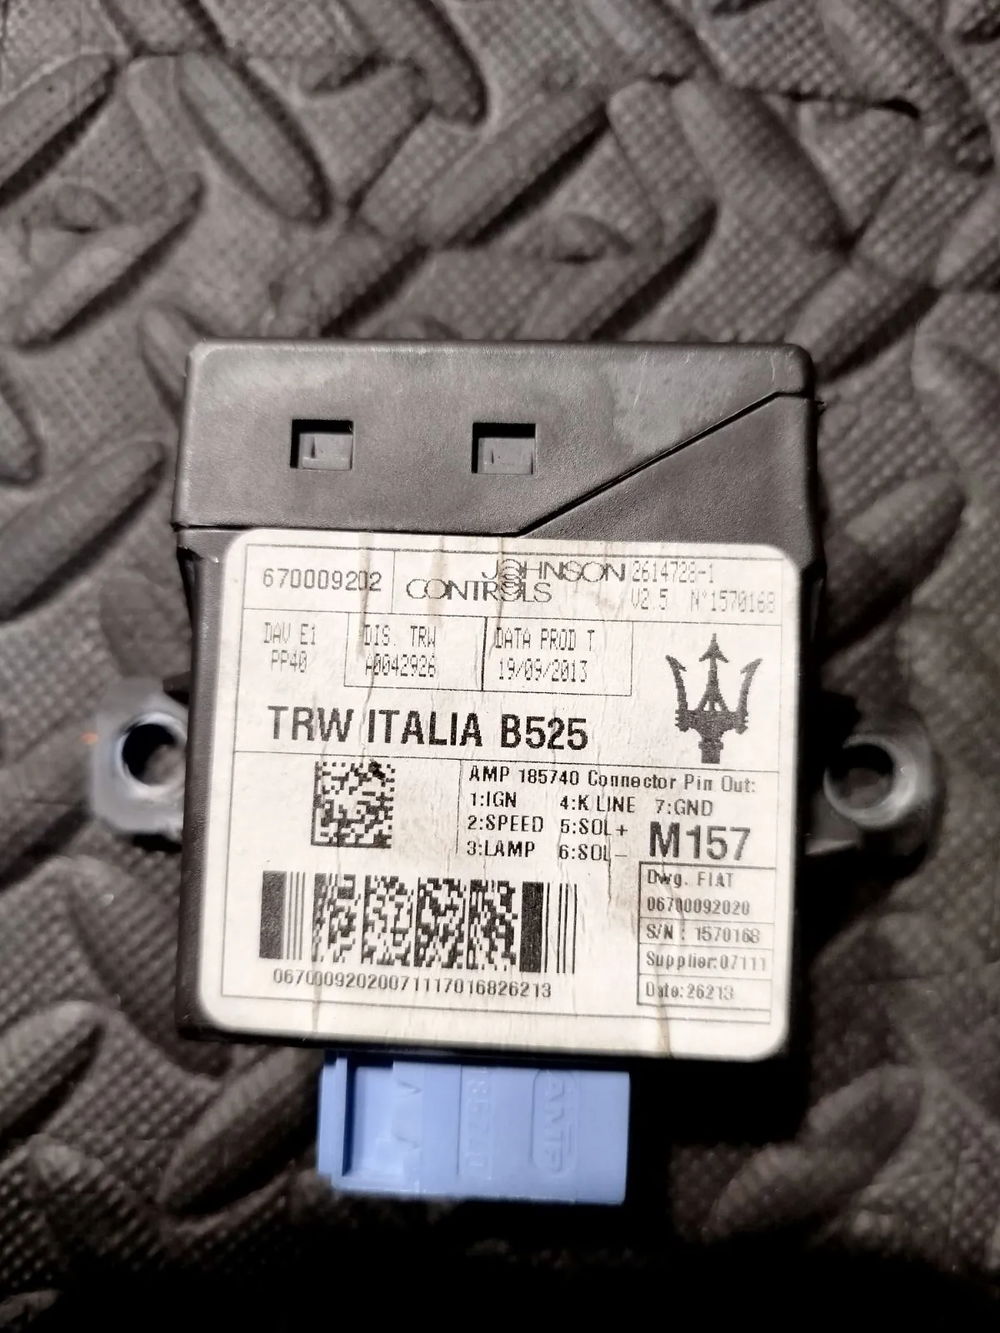 670009202
JOHNSON CONTROLS
2614728-1
V2.5 N°1570168
DAV E1
PP40
DIS. TRW
A0042926
DATA PROD T
19/09/2013
TRW ITALIA B525
AMP 185740 Connector Pin Out:
1:IGN 4:K LINE 7:GND
2:SPEED 5:SOL+
3:LAMP 6:SOL-
M157
Dwg. FIAT
06700092020
S/N : 1570168
Supplier:07111
Date:26213
06700092020071117016826213
185740
AMP